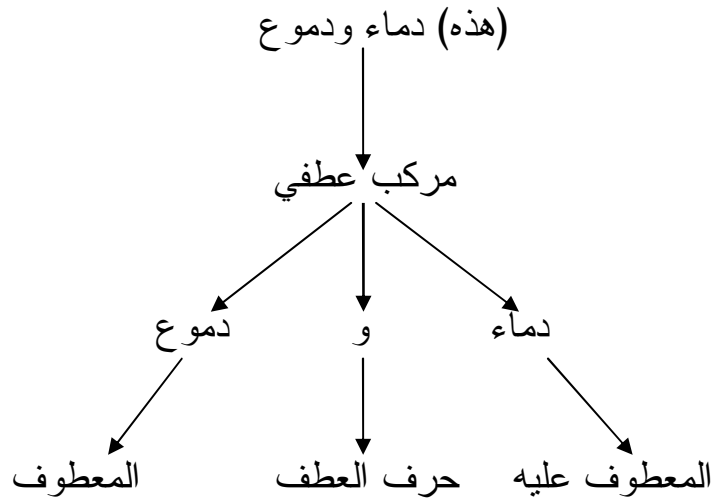 (هذه) دماء ودموع
مركب عطفي
دماء و دموع
المعطوف عليه حرف العطف المعطوف